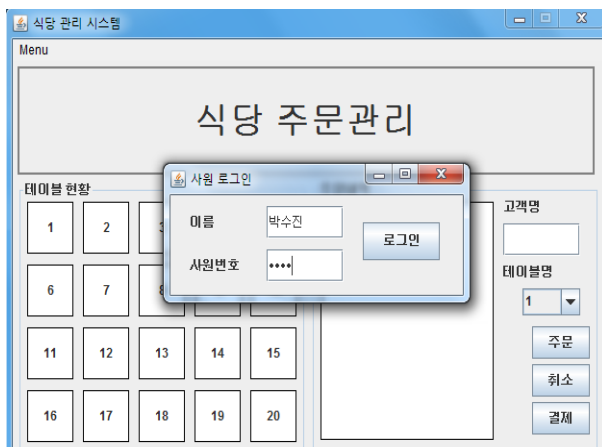 식당 관리 시스템
Menu
식당 주문관리
사원 로그인
이름
박수진
로그인
사원번호
••••
테이블 현황
고객명
1 2
테이블명
1
6 7
주문
11 12 13 14 15
취소
16 17 18 19 20
결제